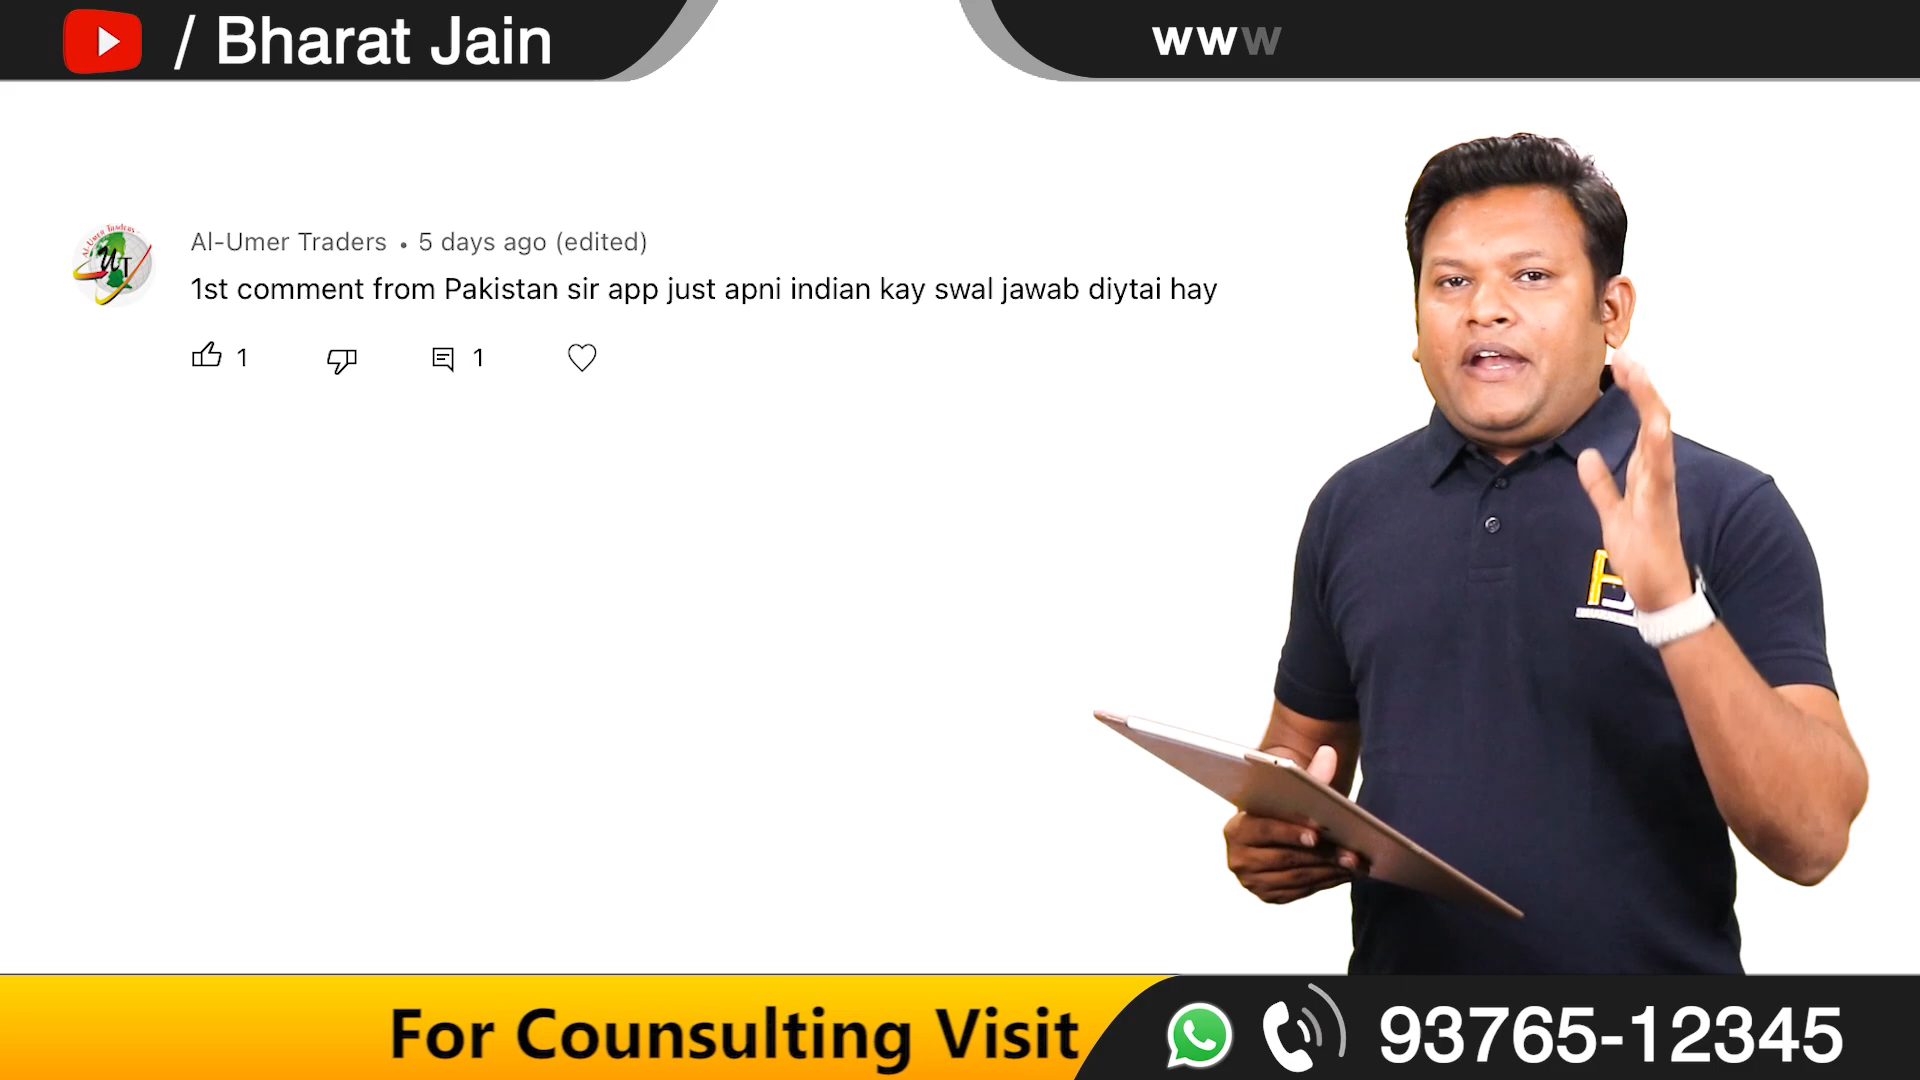 / Bharat Jain
www
Al-Umer Traders • 5 days ago (edited)
1st comment from Pakistan sir app just apni indian kay swal jawab diytai hay
1
1
For Counsulting Visit
93765-12345